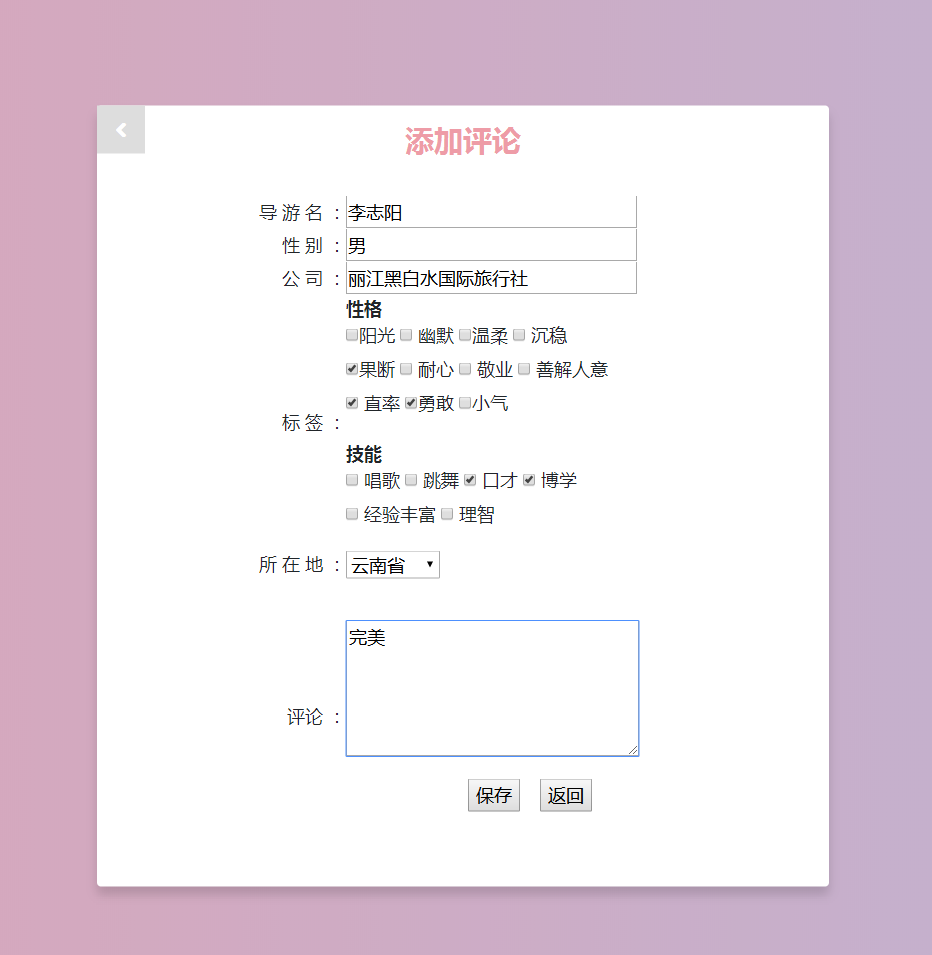 添加评论
导 游 名 ：李志阳
性 别 ：男
公 司 ：丽江黑白水国际旅行社
性格
阳光 幽默 温柔 沉稳
果断 耐心 敬业 善解人意
直率 勇敢 小气
标 签 ：
技能
唱歌 跳舞 口才 博学
经验丰富 理智
所 在 地 ：云南省
完美
评论 ：
保存 返回